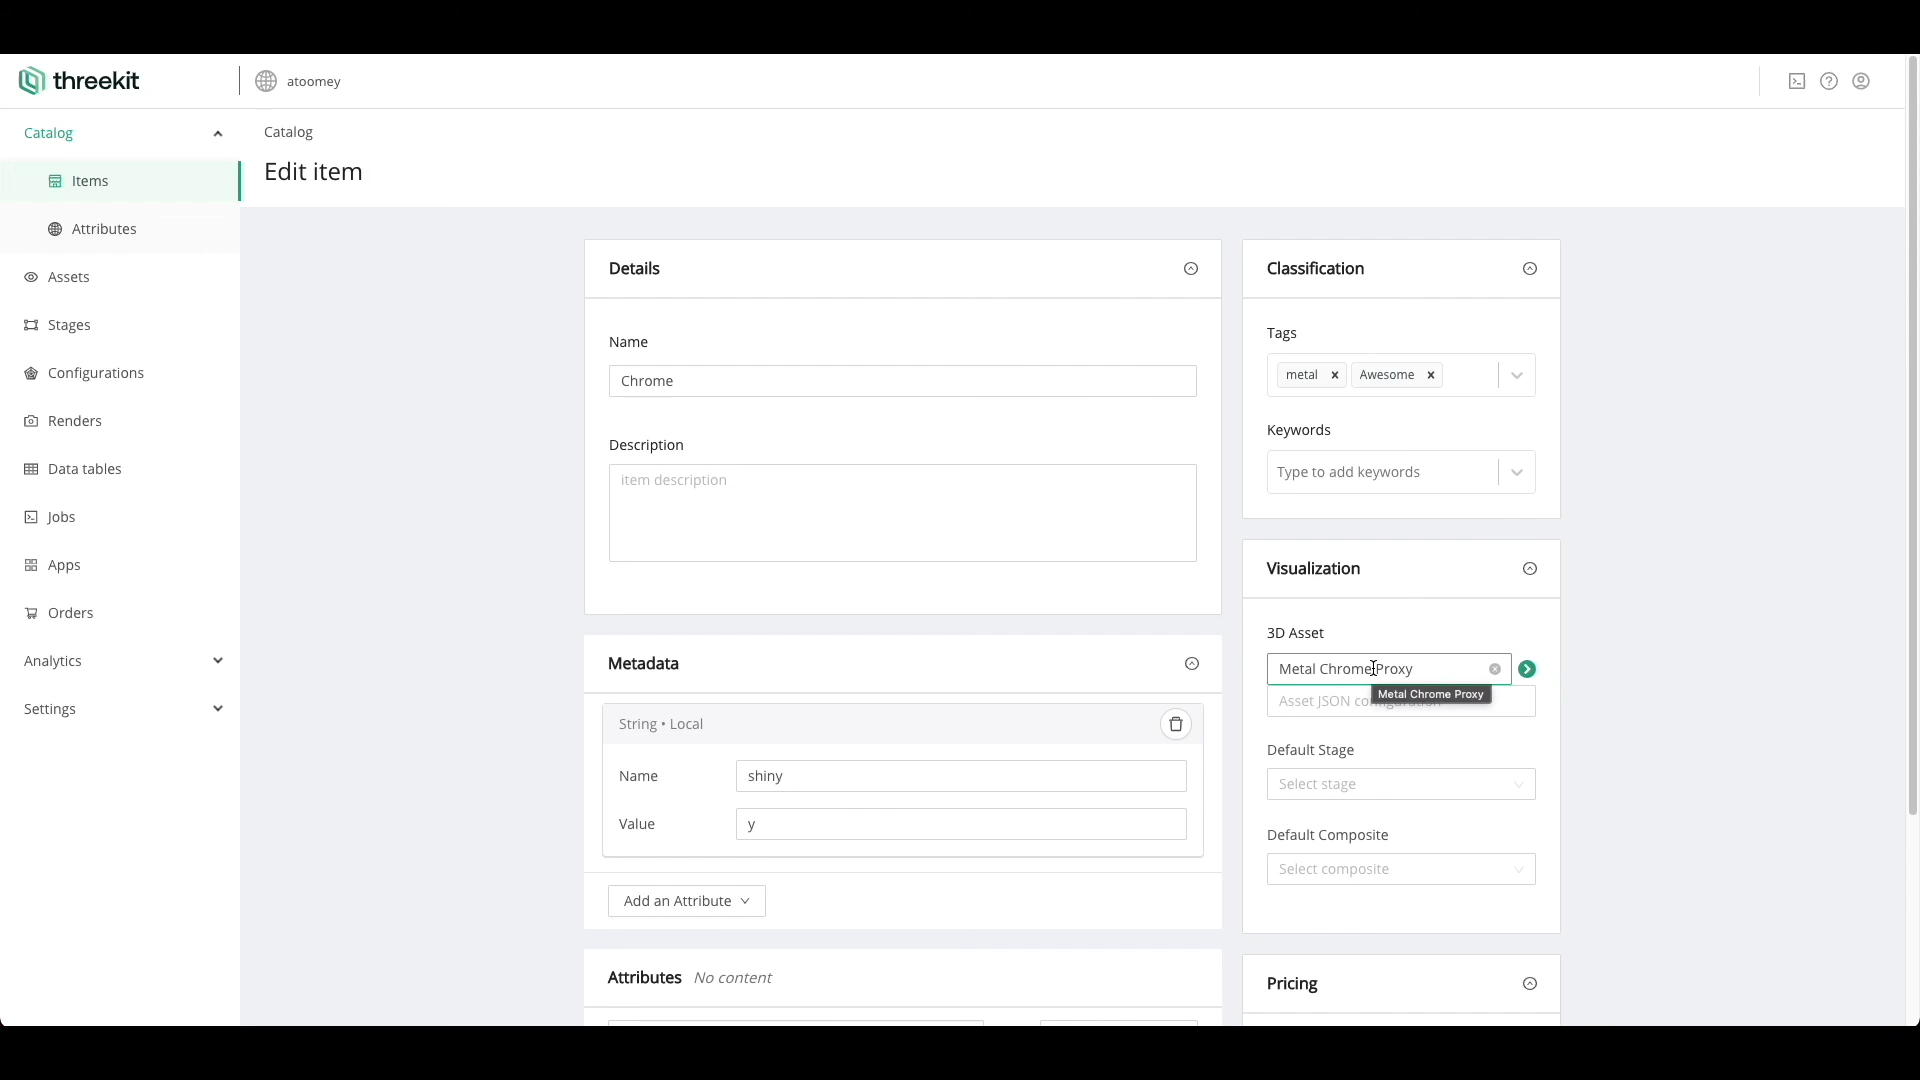 threekit
atoomey
Catalog
Items
Attributes
Assets
Stages
Configurations
Renders
Data tables
Jobs
Apps
Orders
Analytics
Settings
Catalog
Edit item
Details
Name
Chrome
Description
item description
Metadata
String • Local
Name
shiny
Value
y
Add an Attribute
Attributes No content
Classification
Tags
metal Awesome
Keywords
Type to add keywords
Visualization
3D Asset
Metal Chrome Proxy
Metal Chrome Proxy
Asset JSON configuration
Default Stage
Select stage
Default Composite
Select composite
Pricing